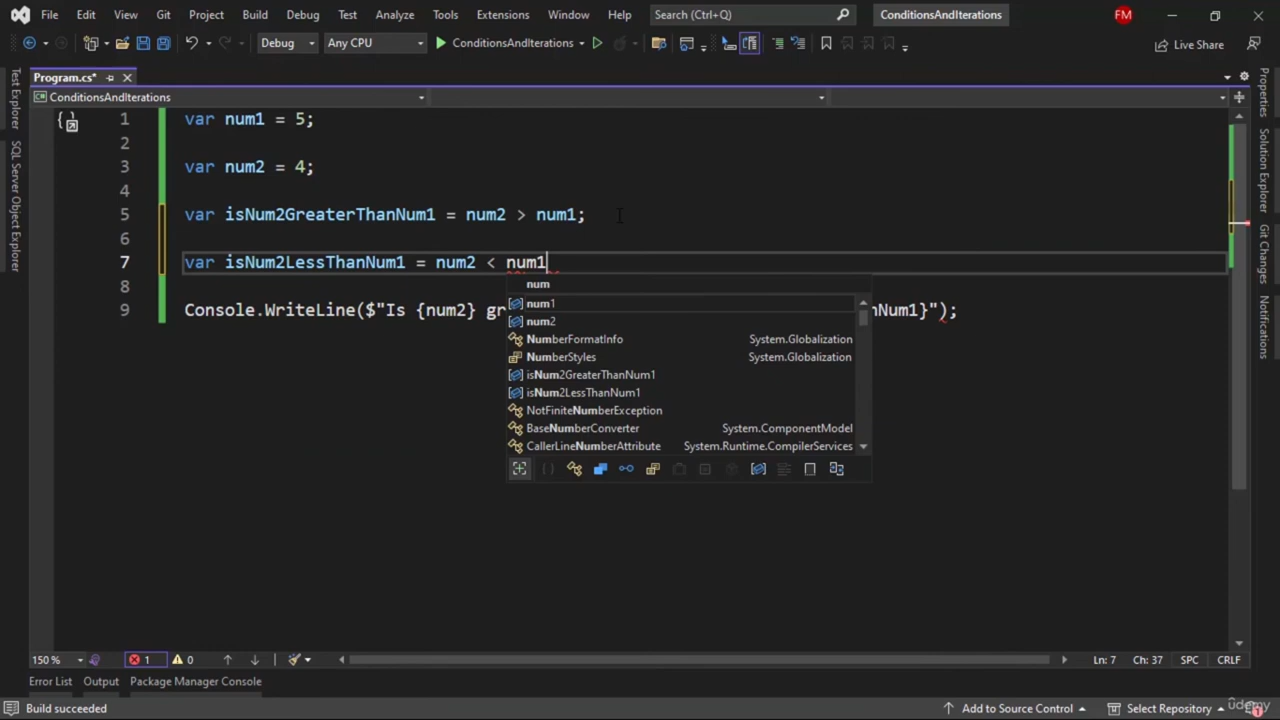 File Edit View Git Project Build Debug Test Analyze Tools Extensions Window Help Search (Ctrl+Q) ConditionsAndIterations FM
Debug Any CPU ConditionsAndIterations Live Share
Program.cs*
ConditionsAndIterations
1 var num1 = 5;
2
3 var num2 = 4;
4
5 var isNum2GreaterThanNum1 = num2 > num1;
6
7 var isNum2LessThanNum1 = num2 < num1
8
num
9 Console.WriteLine($"Is {num2} gr nNum1}");
num1
num2
NumberFormatInfo System.Globalization
NumberStyles System.Globalization
isNum2GreaterThanNum1
isNum2LessThanNum1
NotFiniteNumberException
BaseNumberConverter System.ComponentModel
CallerLineNumberAttribute System.Runtime.CompilerServices
Test Explorer
SQL Server Object Explorer
Properties
Solution Explorer
Git Changes
Notifications
150 % 1 0 Ln: 7 Ch: 37 SPC CRLF
Error List Output Package Manager Console
Build succeeded Add to Source Control Select Repository 1
udemy